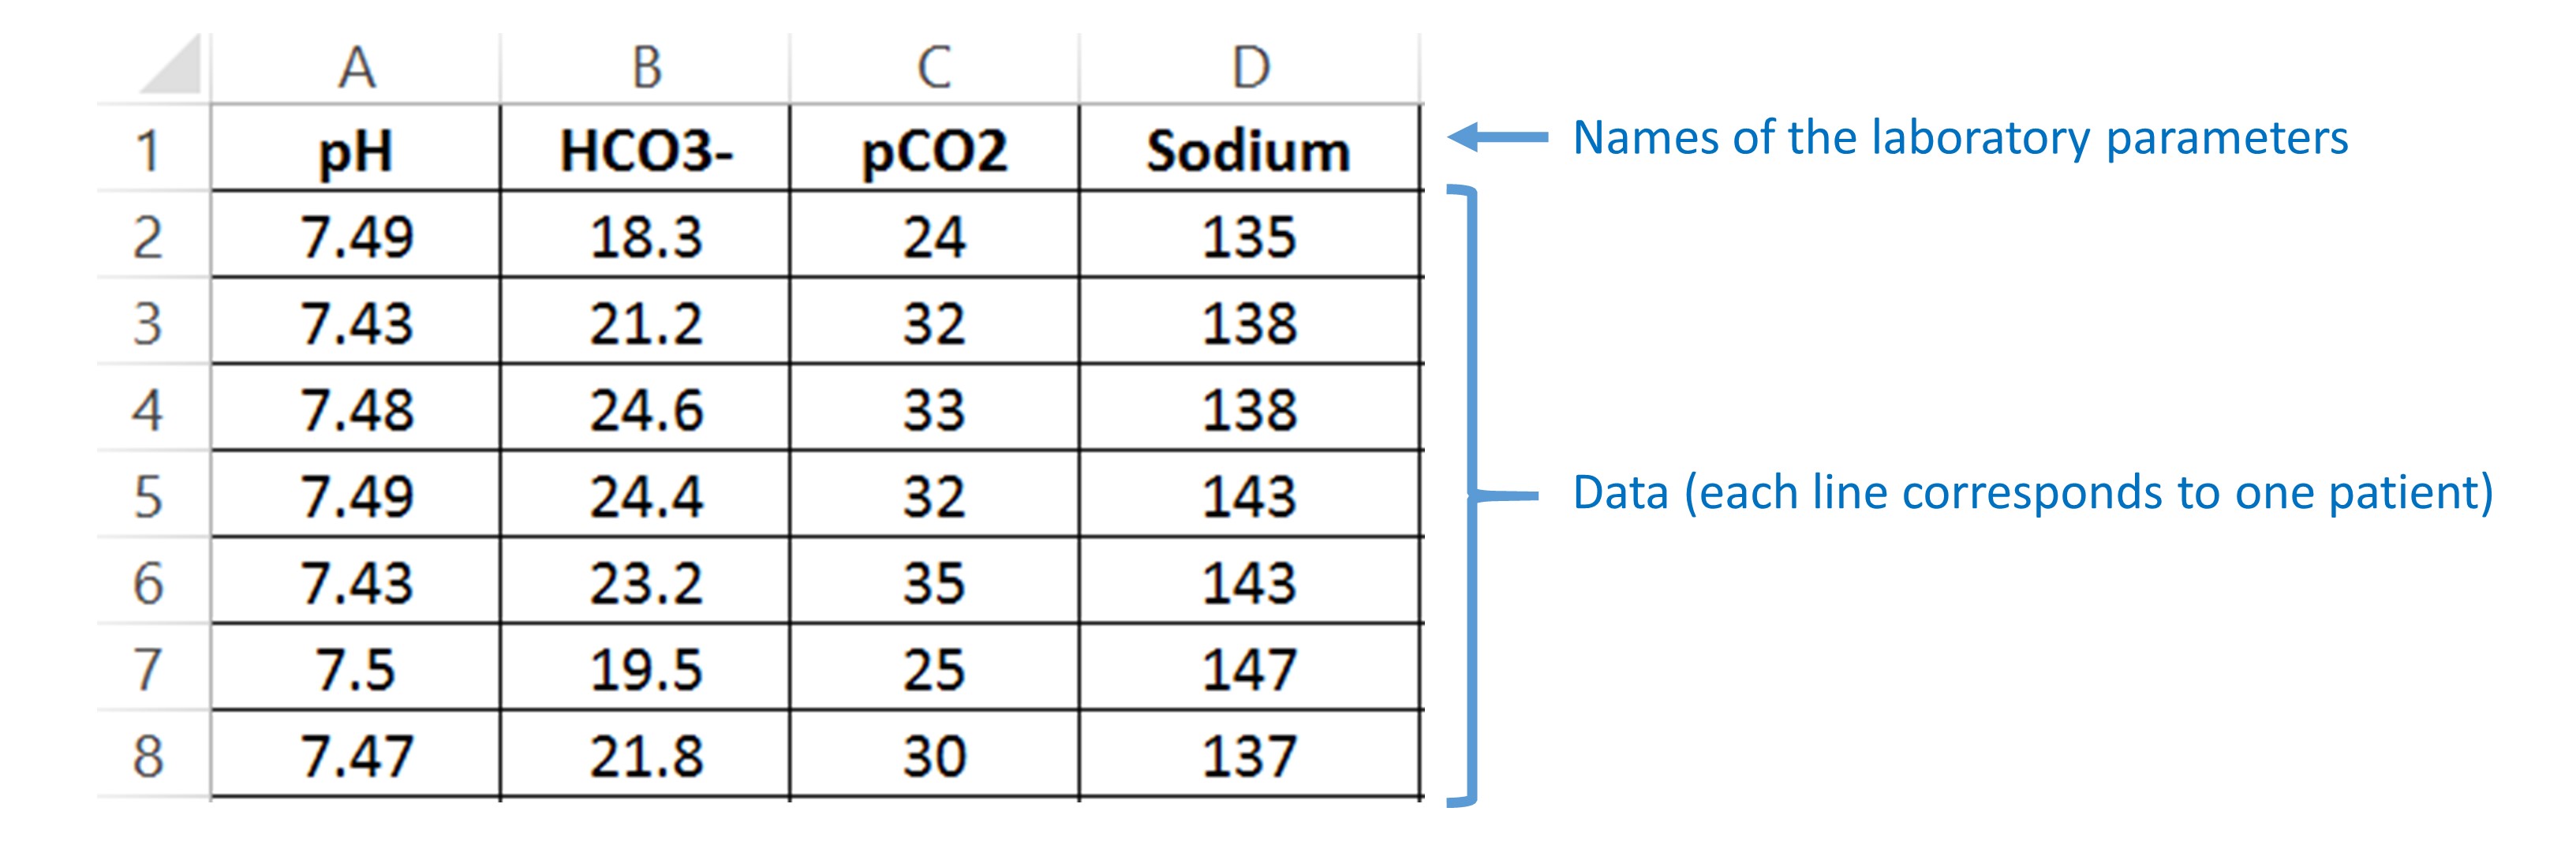 A B C D
1 pH HCO3- pCO2 Sodium Names of the laboratory parameters
2 7.49 18.3 24 135
3 7.43 21.2 32 138
4 7.48 24.6 33 138
5 7.49 24.4 32 143 Data (each line corresponds to one patient)
6 7.43 23.2 35 143
7 7.5 19.5 25 147
8 7.47 21.8 30 137